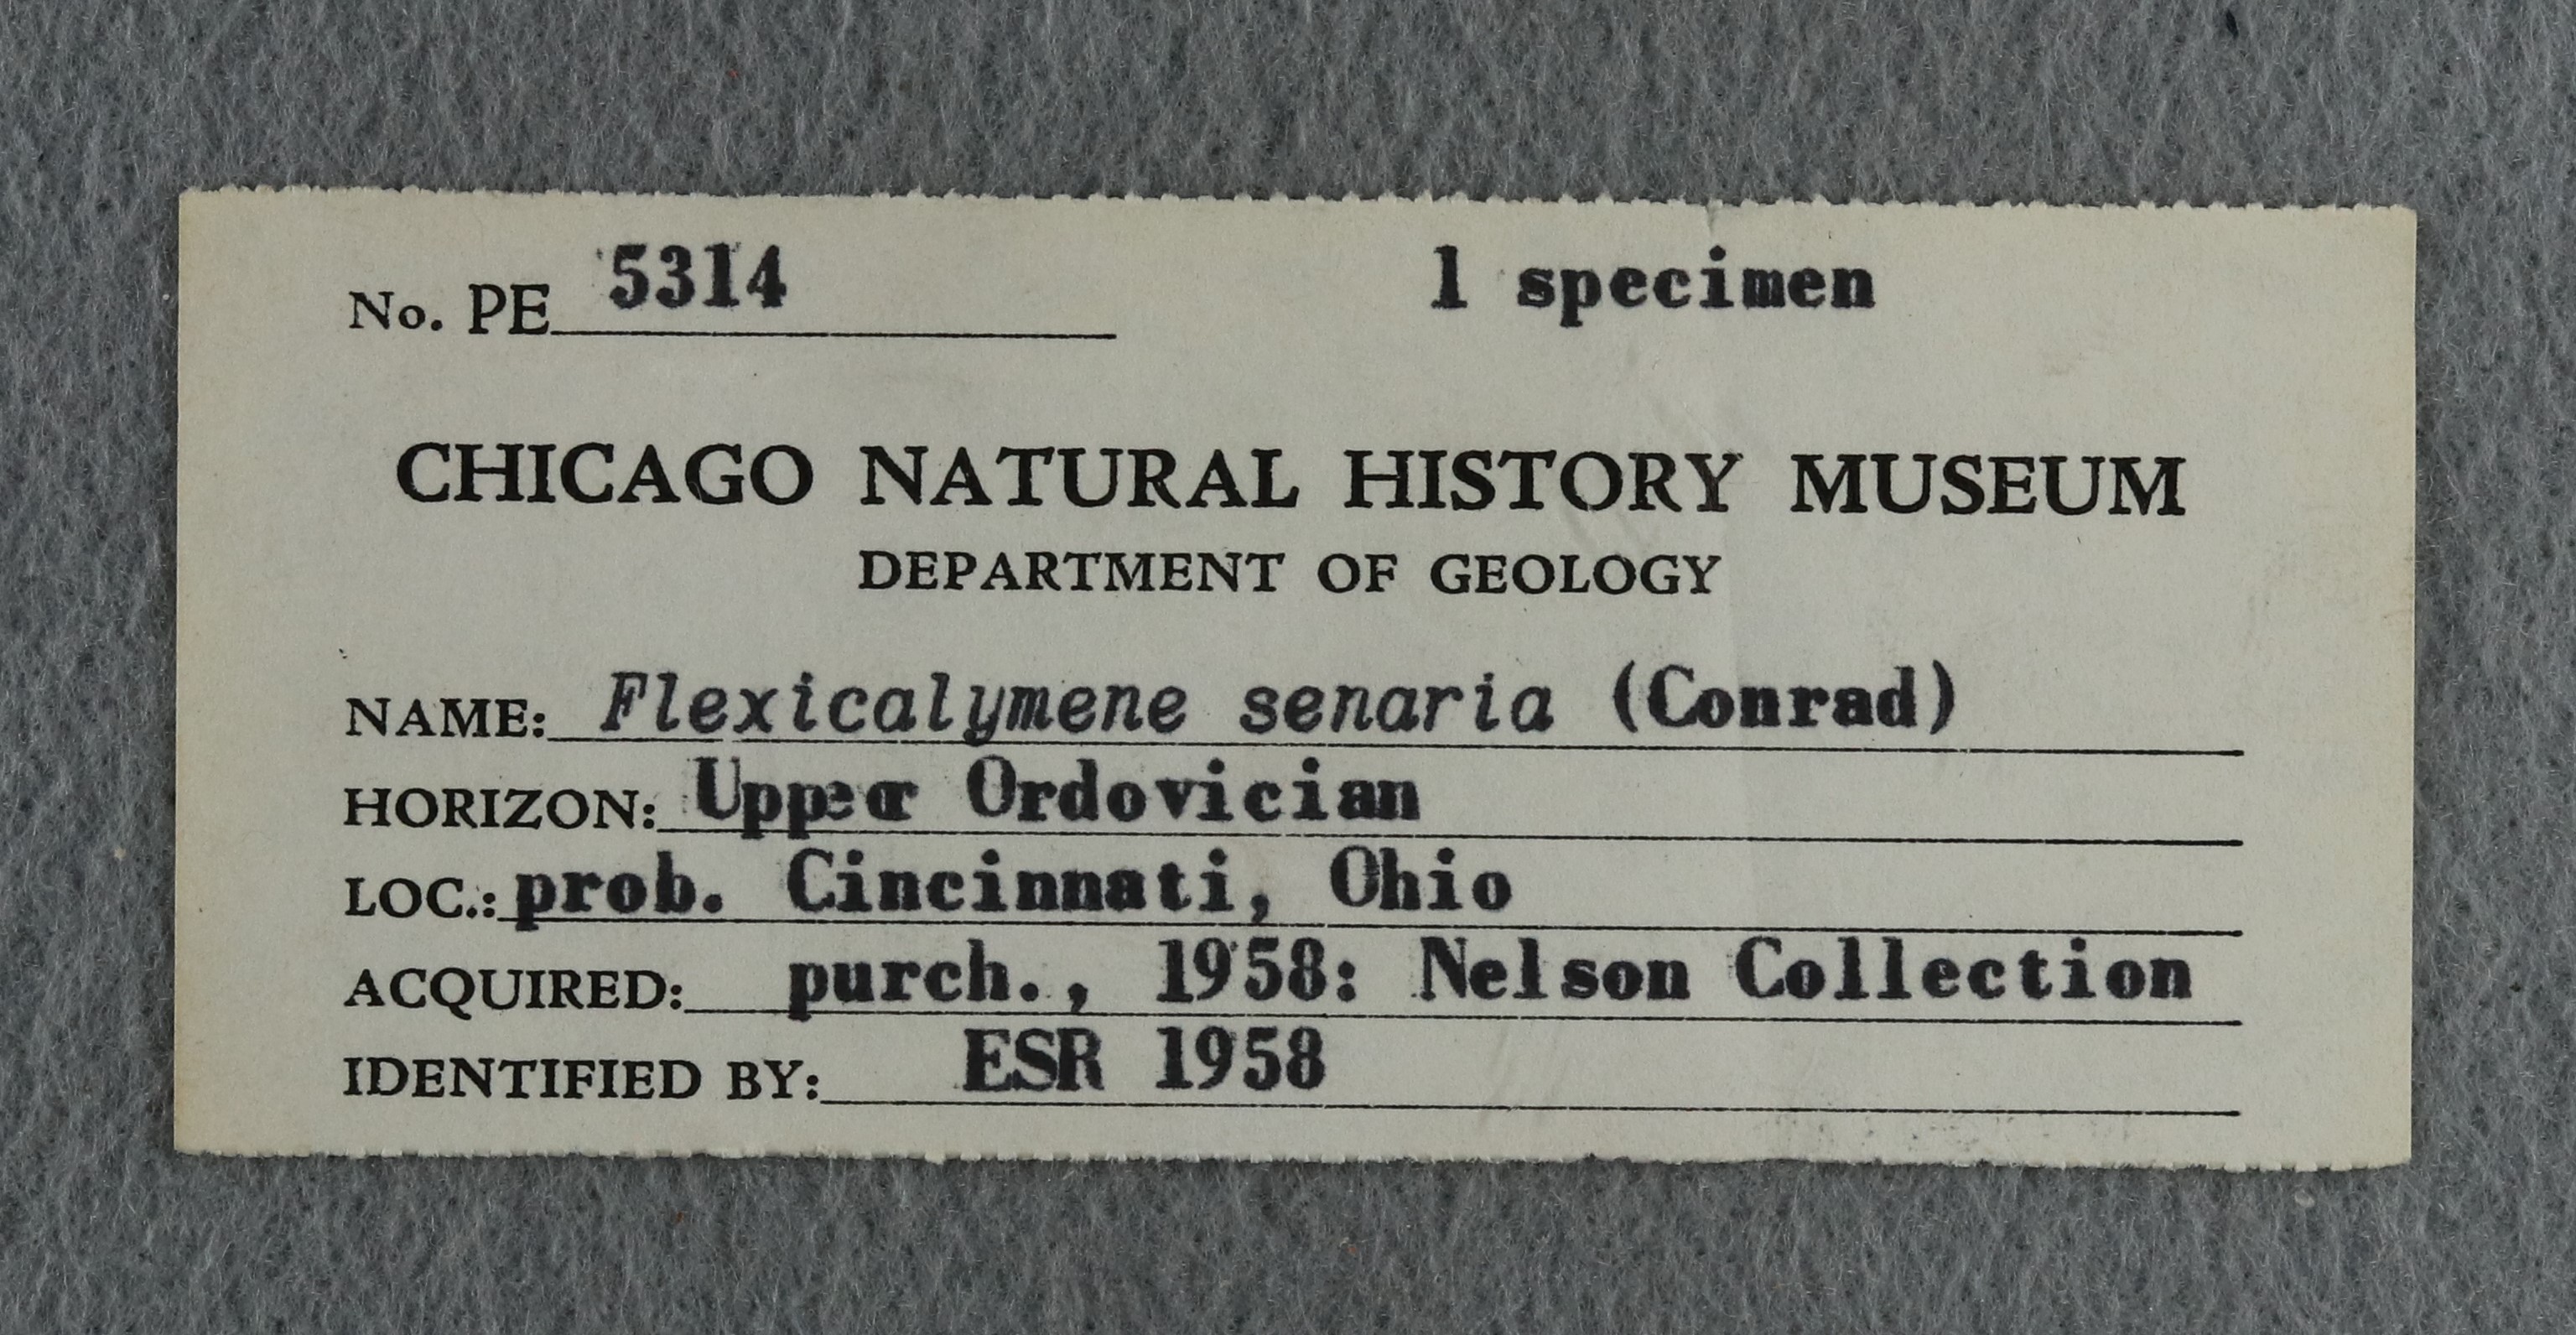 No. PE 5314 1 specimen
CHICAGO NATURAL HISTORY MUSEUM
DEPARTMENT OF GEOLOGY
NAME: Flexicalymene senaria (Conrad)
HORIZON: Upper Ordovician
LOC.: prob. Cincinnati, Ohio
ACQUIRED: purch., 1958: Nelson Collection
IDENTIFIED BY: ESR 1958